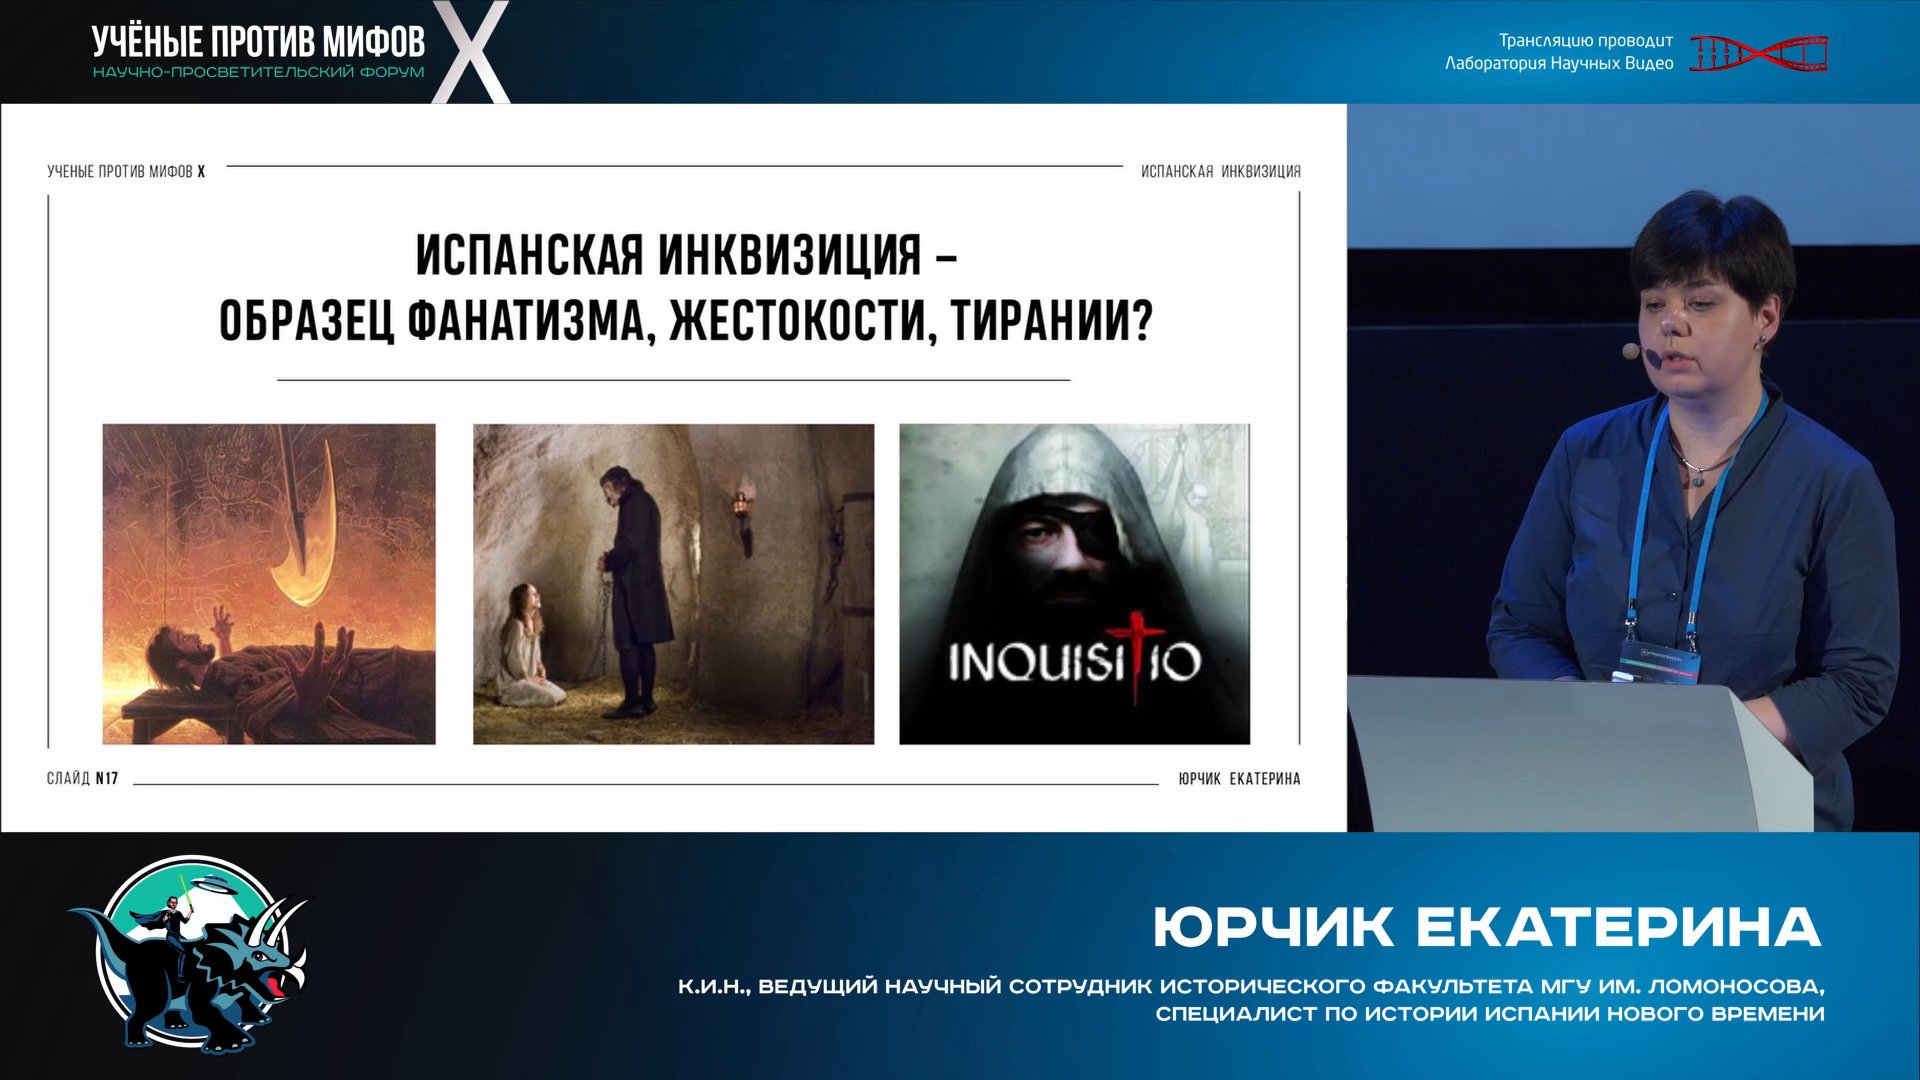 УЧЁНЫЕ ПРОТИВ МИФОВ X
НАУЧНО-ПРОСВЕТИТЕЛЬСКИЙ ФОРУМ
Трансляцию проводит
Лаборатория Научных Видео
УЧЕНЫЕ ПРОТИВ МИФОВ X
ИСПАНСКАЯ ИНКВИЗИЦИЯ
ИСПАНСКАЯ ИНКВИЗИЦИЯ –
ОБРАЗЕЦ ФАНАТИЗМА, ЖЕСТОКОСТИ, ТИРАНИИ?
INQUISITIO
СЛАЙД N17
ЮРЧИК ЕКАТЕРИНА
ЮРЧИК ЕКАТЕРИНА
К.И.Н., ВЕДУЩИЙ НАУЧНЫЙ СОТРУДНИК ИСТОРИЧЕСКОГО ФАКУЛЬТЕТА МГУ ИМ. ЛОМОНОСОВА,
СПЕЦИАЛИСТ ПО ИСТОРИИ ИСПАНИИ НОВОГО ВРЕМЕНИ